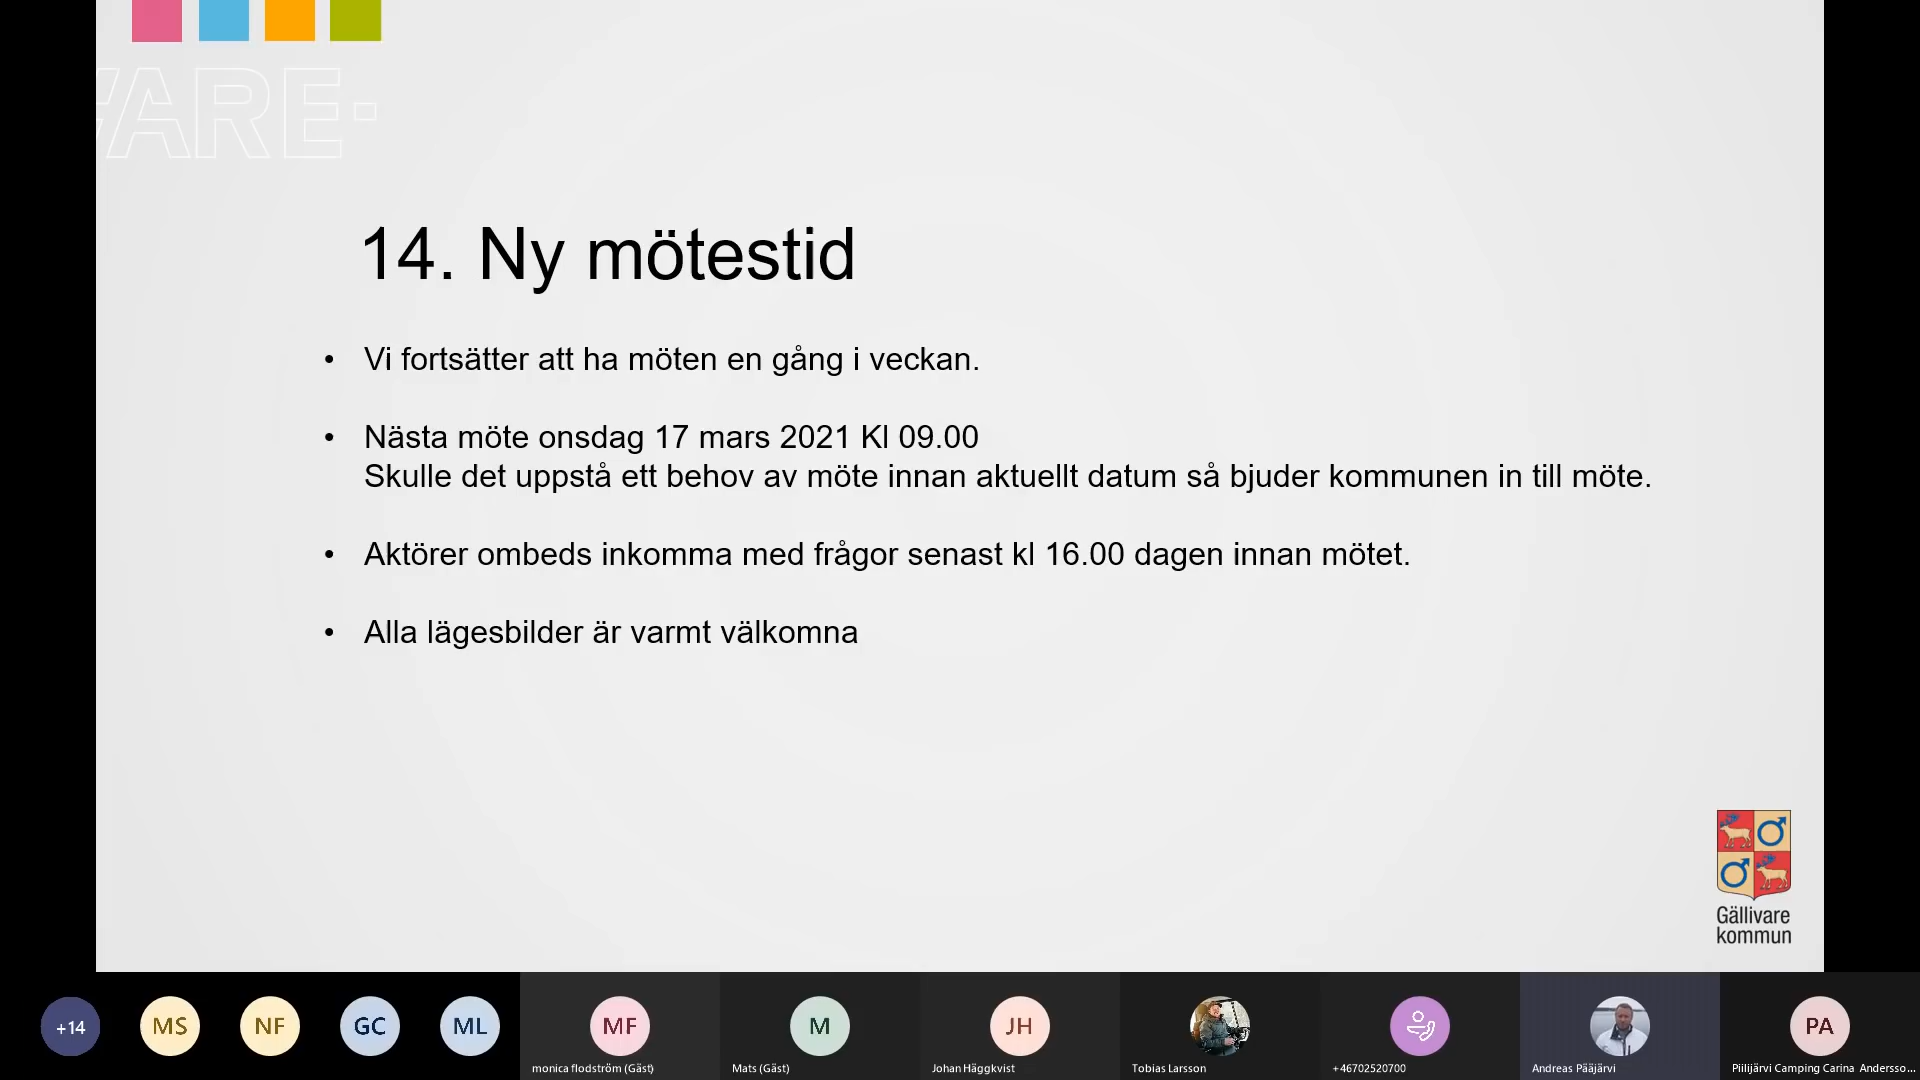 VARE
14. Ny mötestid
• Vi fortsätter att ha möten en gång i veckan.
• Nästa möte onsdag 17 mars 2021 Kl 09.00
Skulle det uppstå ett behov av möte innan aktuellt datum så bjuder kommunen in till möte.
• Aktörer ombeds inkomma med frågor senast kl 16.00 dagen innan mötet.
• Alla lägesbilder är varmt välkomna
Gällivare
kommun
+14
MS
NF
GC
ML
MF
M
JH
PA
monica flodström (Gäst)
Mats (Gäst)
Johan Häggkvist
Tobias Larsson
+46702520700
Andreas Pääjärvi
Piilijärvi Camping Carina Andersso...